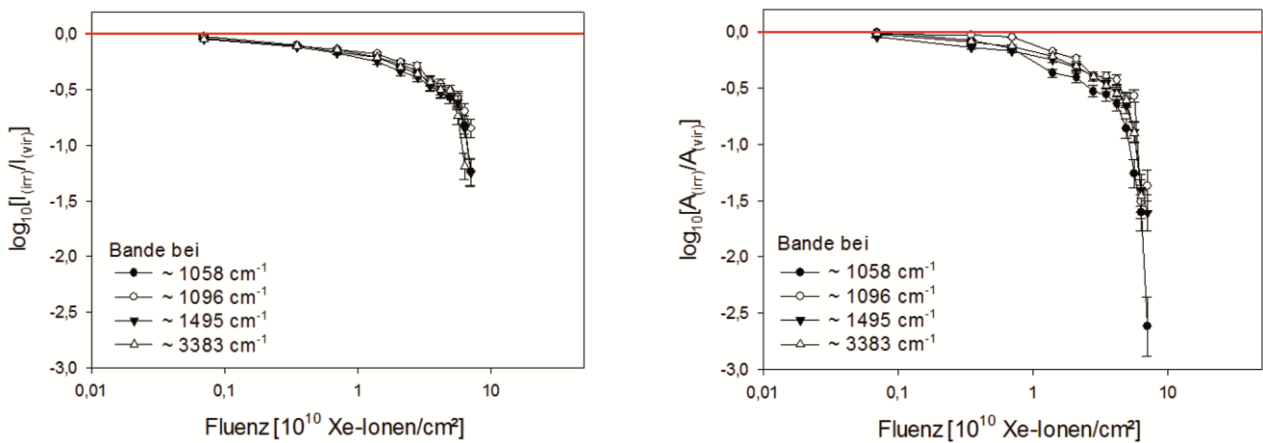 0,0
-0,5
-1,0
-1,5
-2,0
-2,5
-3,0
log₁₀[I₍irr₎/I₍vir₎]
Bande bei
~ 1058 cm⁻¹
~ 1096 cm⁻¹
~ 1495 cm⁻¹
~ 3383 cm⁻¹
0,01 0,1 1 10
Fluenz [10¹⁰ Xe-Ionen/cm²]
0,0
-0,5
-1,0
-1,5
-2,0
-2,5
-3,0
log₁₀[A₍irr₎/A₍vir₎]
Bande bei
~ 1058 cm⁻¹
~ 1096 cm⁻¹
~ 1495 cm⁻¹
~ 3383 cm⁻¹
0,01 0,1 1 10
Fluenz [10¹⁰ Xe-Ionen/cm²]